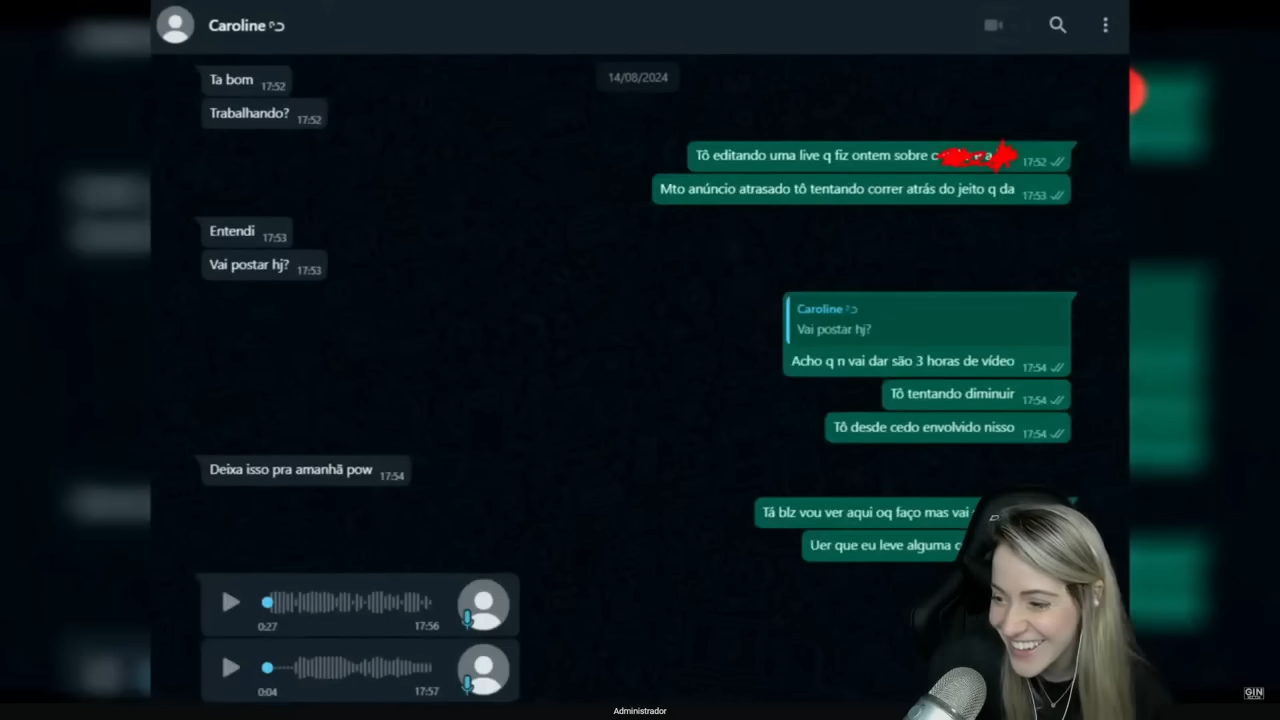 Caroline
14/08/2024
Ta bom 17:52
Trabalhando? 17:52
Tô editando uma live q fiz ontem sobre 17:52
Mto anúncio atrasado tô tentando correr atrás do jeito q da 17:53
Entendi 17:53
Vai postar hj? 17:53
Caroline
Vai postar hj?
Acho q n vai dar são 3 horas de vídeo 17:54
Tô tentando diminuir 17:54
Tô desde cedo envolvido nisso 17:54
Deixa isso pra amanhã pow 17:54
Tá blz vou ver aqui oq faço mas vai
Uer que eu leve alguma
0:27 17:56
0:04 17:57
GIN
Administrador